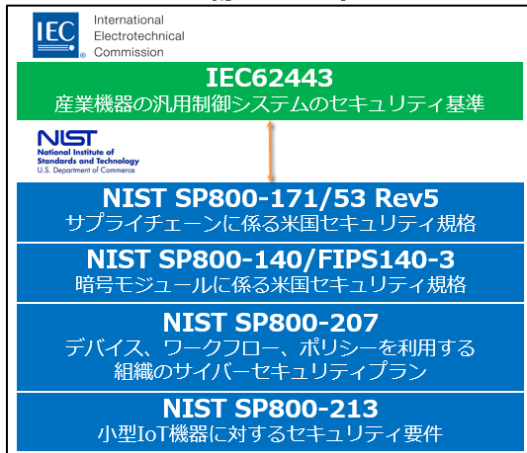 IEC
International
Electrotechnical
Commission
IEC62443
産業機器の汎用制御システムのセキュリティ基準
NIST
National Institute of
Standards and Technology
U.S. Department of Commerce
NIST SP800-171/53 Rev5
サプライチェーンに係る米国セキュリティ規格
NIST SP800-140/FIPS140-3
暗号モジュールに係る米国セキュリティ規格
NIST SP800-207
デバイス、ワークフロー、ポリシーを利用する
組織のサイバーセキュリティプラン
NIST SP800-213
小型IoT機器に対するセキュリティ要件